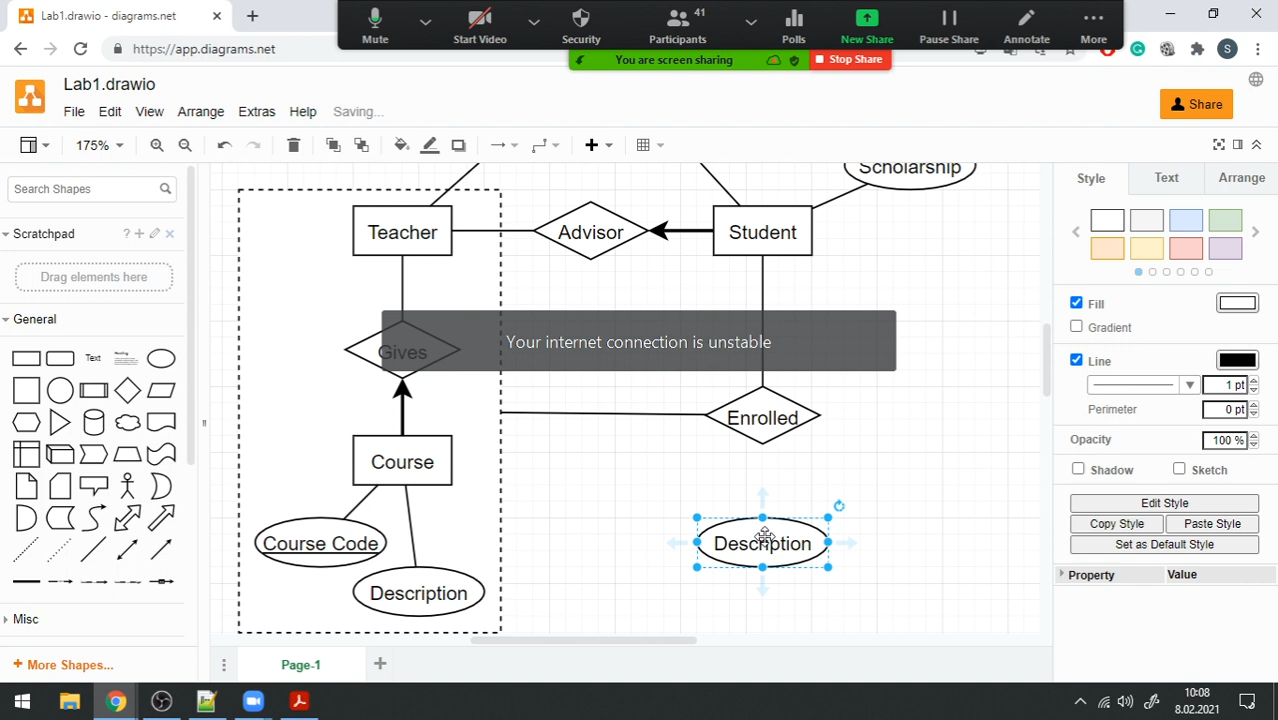 Lab1.drawio - diagrams.net
41
Mute
Start Video
Security
Participants
Polls
New Share
Pause Share
Annotate
More
https://app.diagrams.net
You are screen sharing
Stop Share
S
Lab1.drawio
File Edit View Arrange Extras Help Saving...
Share
175%
Search Shapes
Scratchpad
?
Drag elements here
General
Text
Heading
Misc
+ More Shapes...
Scholarship
Teacher
Advisor
Student
Gives
Your internet connection is unstable
Enrolled
Course
Course Code
Description
Description
Page-1
Style
Text
Arrange
Fill
Gradient
Line
1 pt
Perimeter
0 pt
Opacity
100 %
Shadow
Sketch
Edit Style
Copy Style
Paste Style
Set as Default Style
Property
Value
10:08
8.02.2021